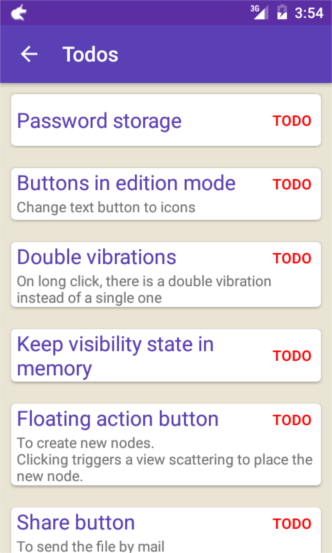 3G 3:54
Todos
Password storage TODO
Buttons in edition mode TODO
Change text button to icons
Double vibrations TODO
On long click, there is a double vibration
instead of a single one
Keep visibility state in
memory TODO
Floating action button TODO
To create new nodes.
Clicking triggers a view scattering to place the
new node.
Share button TODO
To send the file by mail